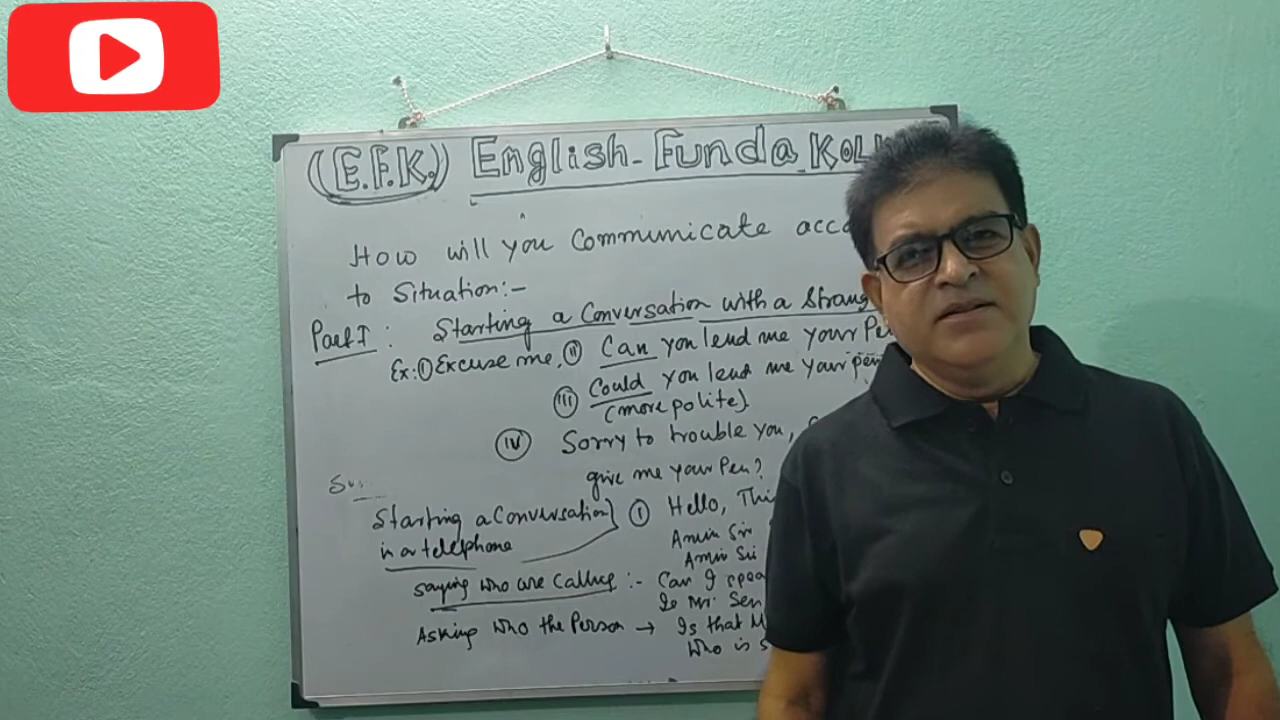 (E.F.K.) English-Funda KOL
How will you communicate acco
to Situation:-
Part I : Starting a Conversation with a Strang
Ex: (i) Excuse me, (ii) Can you lend me your Pe
(iii) Could you lend me your pen
(more polite).
(iv) Sorry to trouble you,
give me your Pen?
Starting a Conversation (i) Hello, Thi
in a telephone Amin Sir
Amin Sir
saying who are calling :- Can I spea
Is Mr. Sen
Asking who the Person → Is that M
Who is s